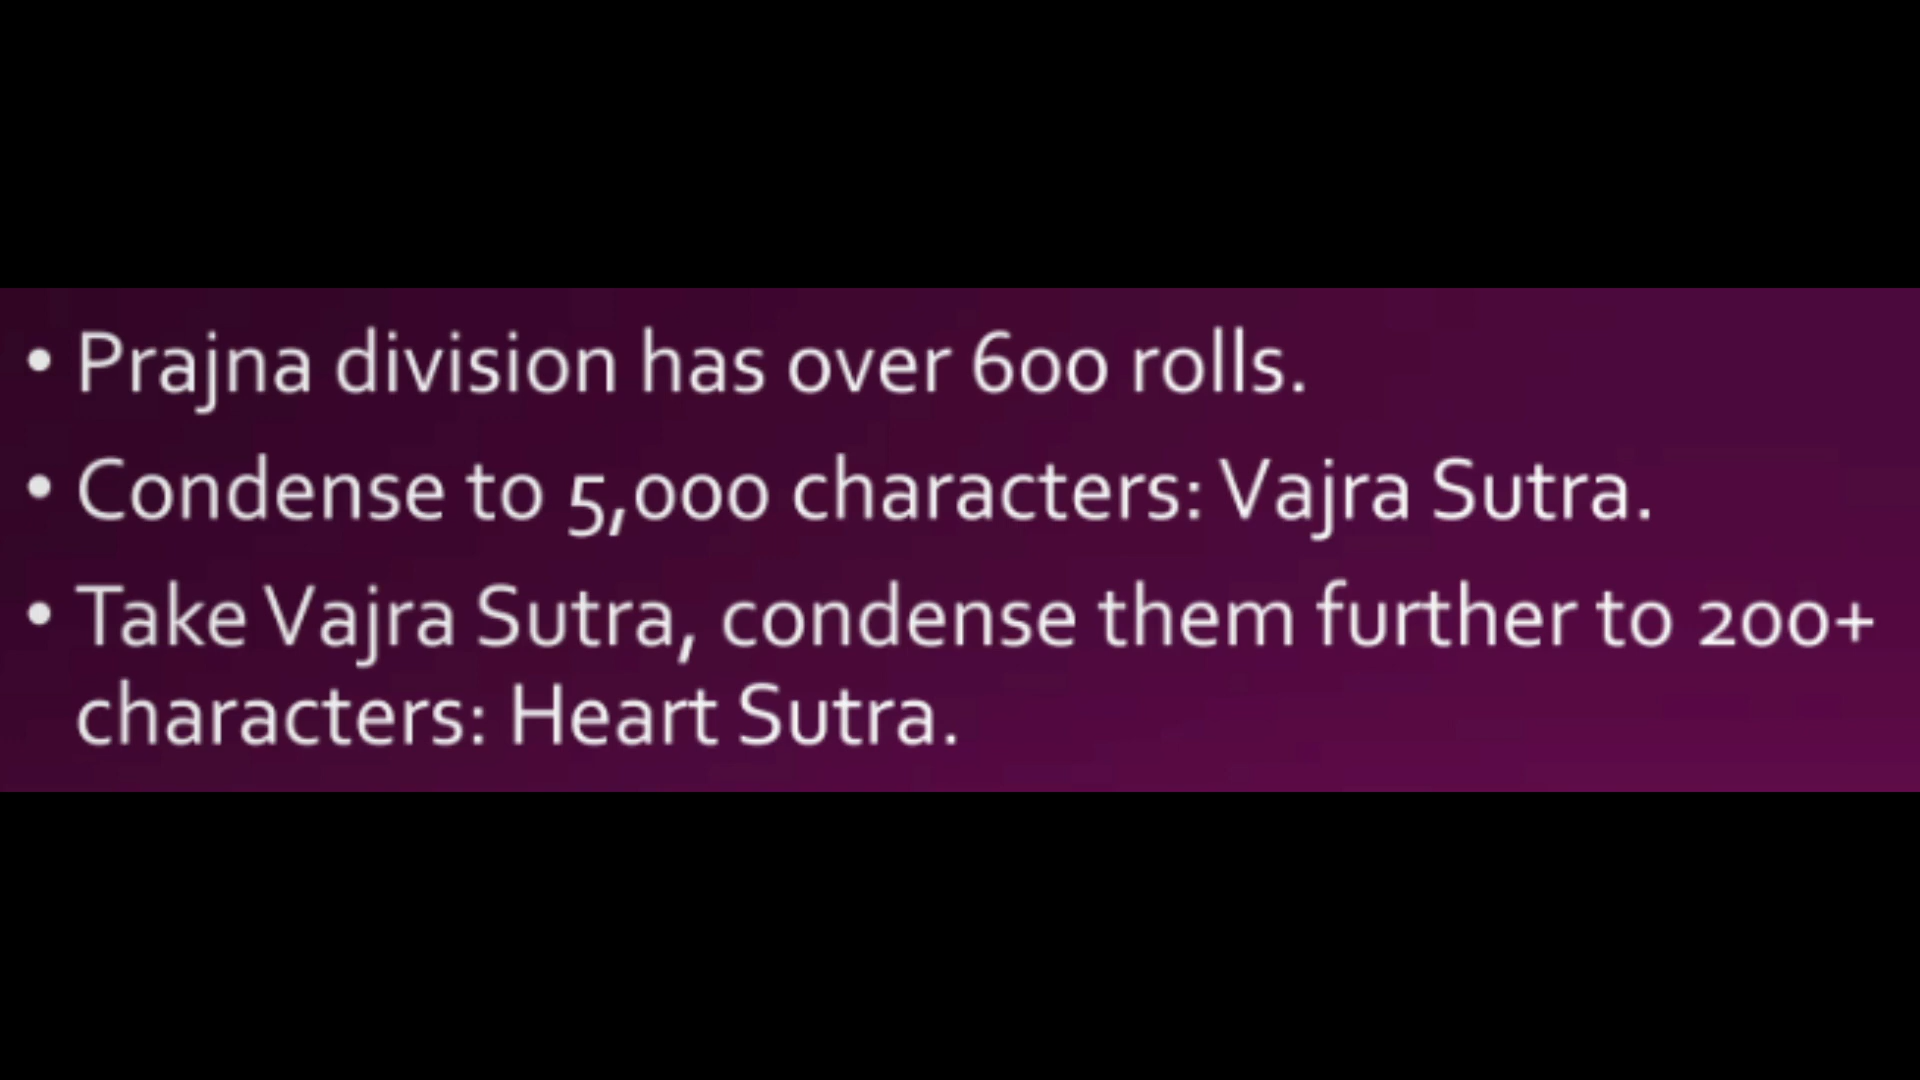 • Prajna division has over 600 rolls.
• Condense to 5,000 characters: Vajra Sutra.
• Take Vajra Sutra, condense them further to 200+
characters: Heart Sutra.